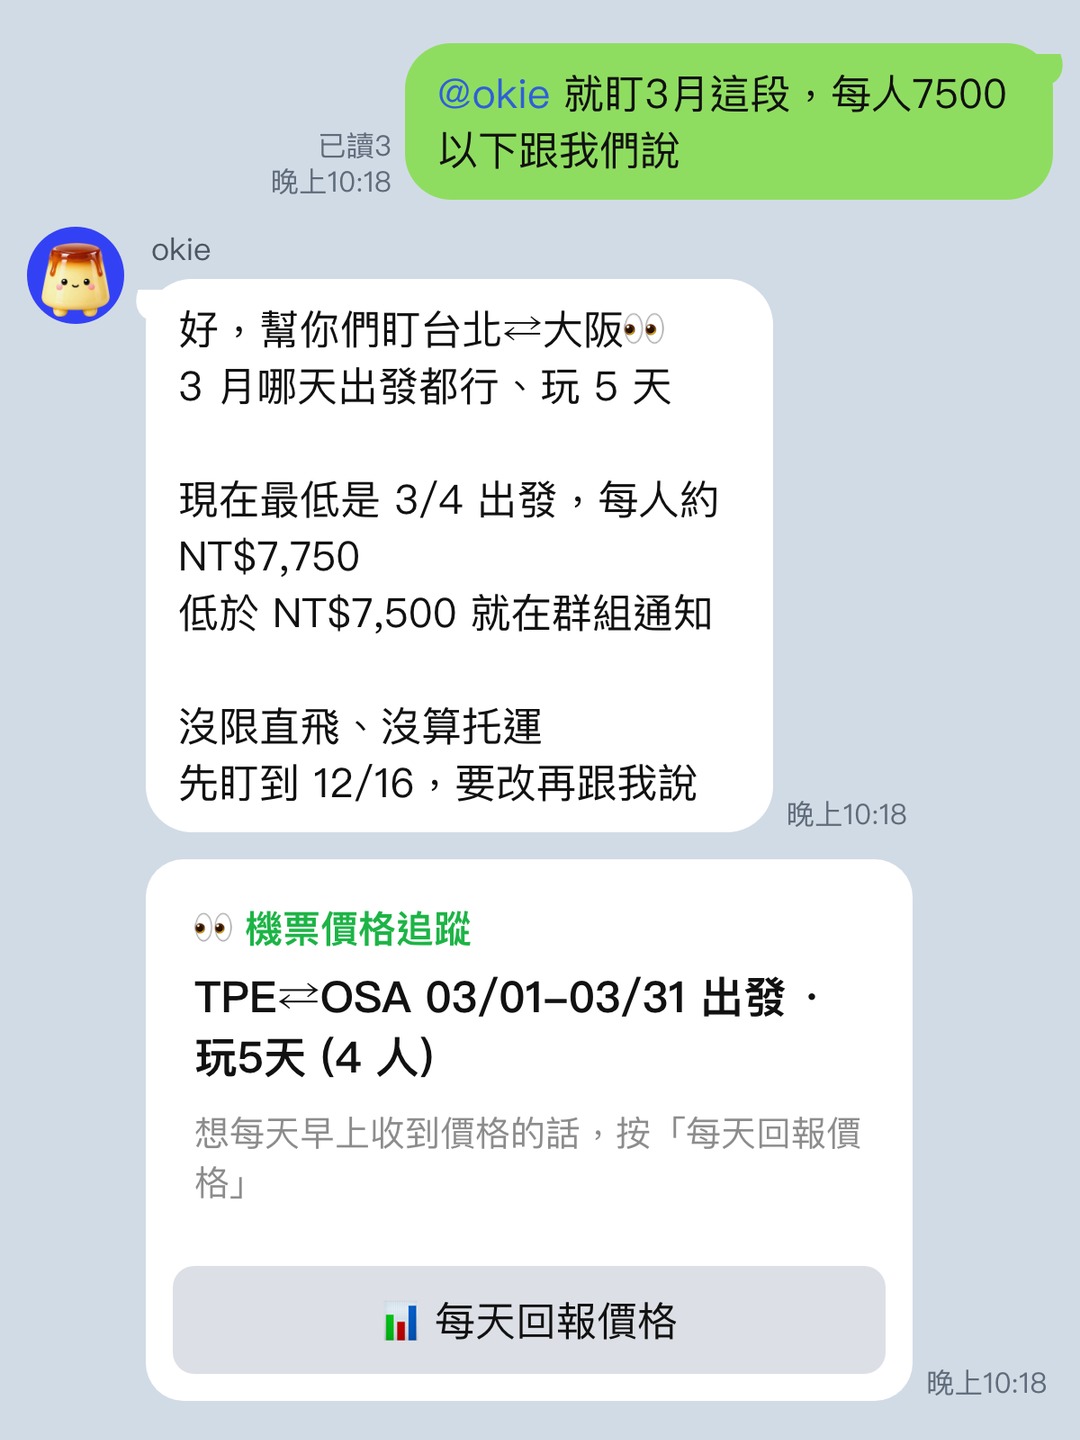 @okie 就盯3月這段，每人7500
以下跟我們說
已讀3
晚上10:18
okie
好，幫你們盯台北⇄大阪👀
3 月哪天出發都行、玩 5 天
現在最低是 3/4 出發，每人約
NT$7,750
低於 NT$7,500 就在群組通知
沒限直飛、沒算托運
先盯到 12/16，要改再跟我說
晚上10:18
👀 機票價格追蹤
TPE⇄OSA 03/01–03/31 出發 ·
玩5天 (4 人)
想每天早上收到價格的話，按「每天回報價
格」
📊 每天回報價格
晚上10:18